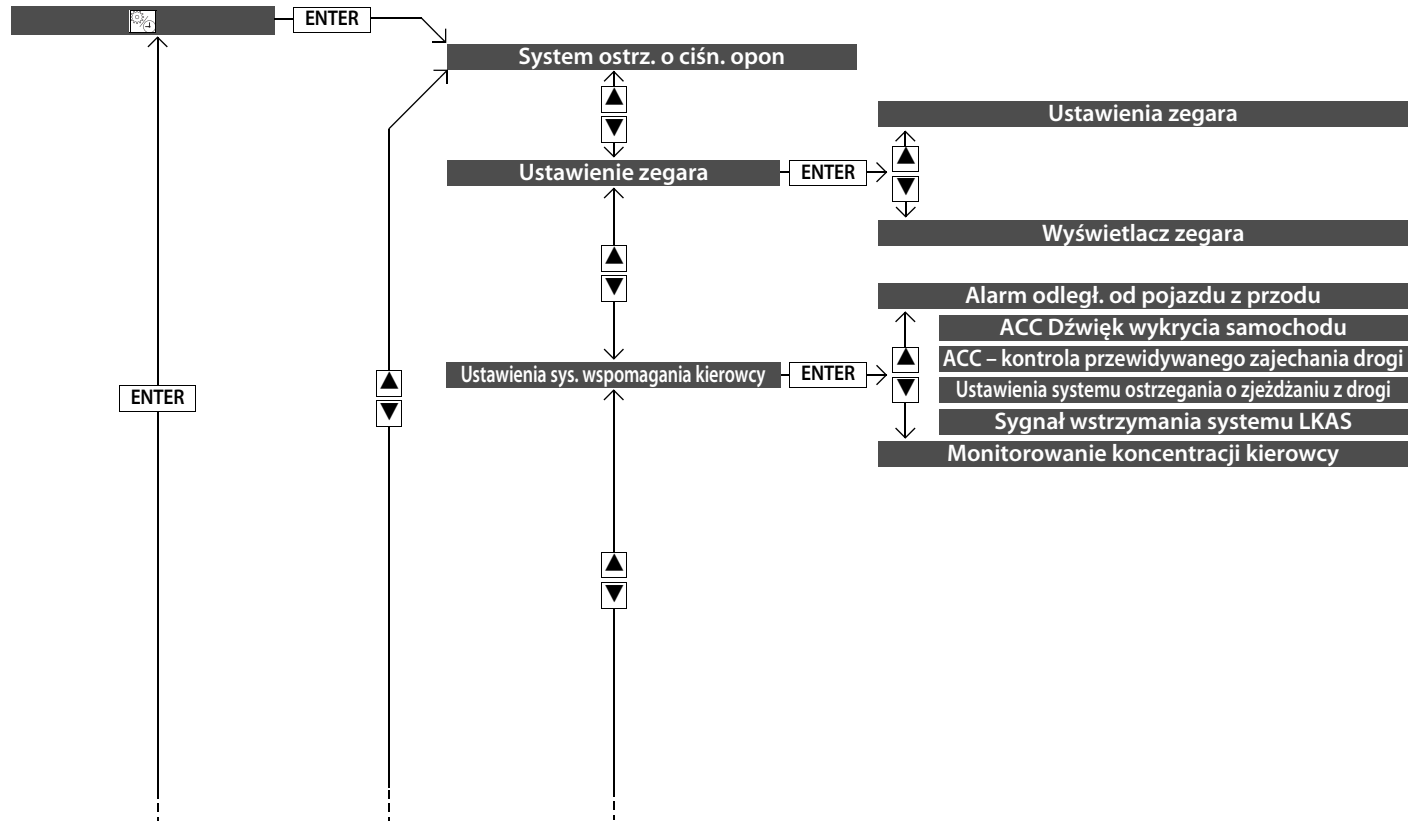 ENTER
System ostrz. o ciśn. opon
▲
▼
Ustawienia zegara
▲
▼
Ustawienie zegara
ENTER
Wyświetlacz zegara
▲
▼
Alarm odległ. od pojazdu z przodu
ACC Dźwięk wykrycia samochodu
ACC – kontrola przewidywanego zajechania drogi
Ustawienia sys. wspomagania kierowcy
ENTER
▲
▼
Ustawienia systemu ostrzegania o zjeżdżaniu z drogi
Sygnał wstrzymania systemu LKAS
Monitorowanie koncentracji kierowcy
ENTER
▲
▼
▲
▼